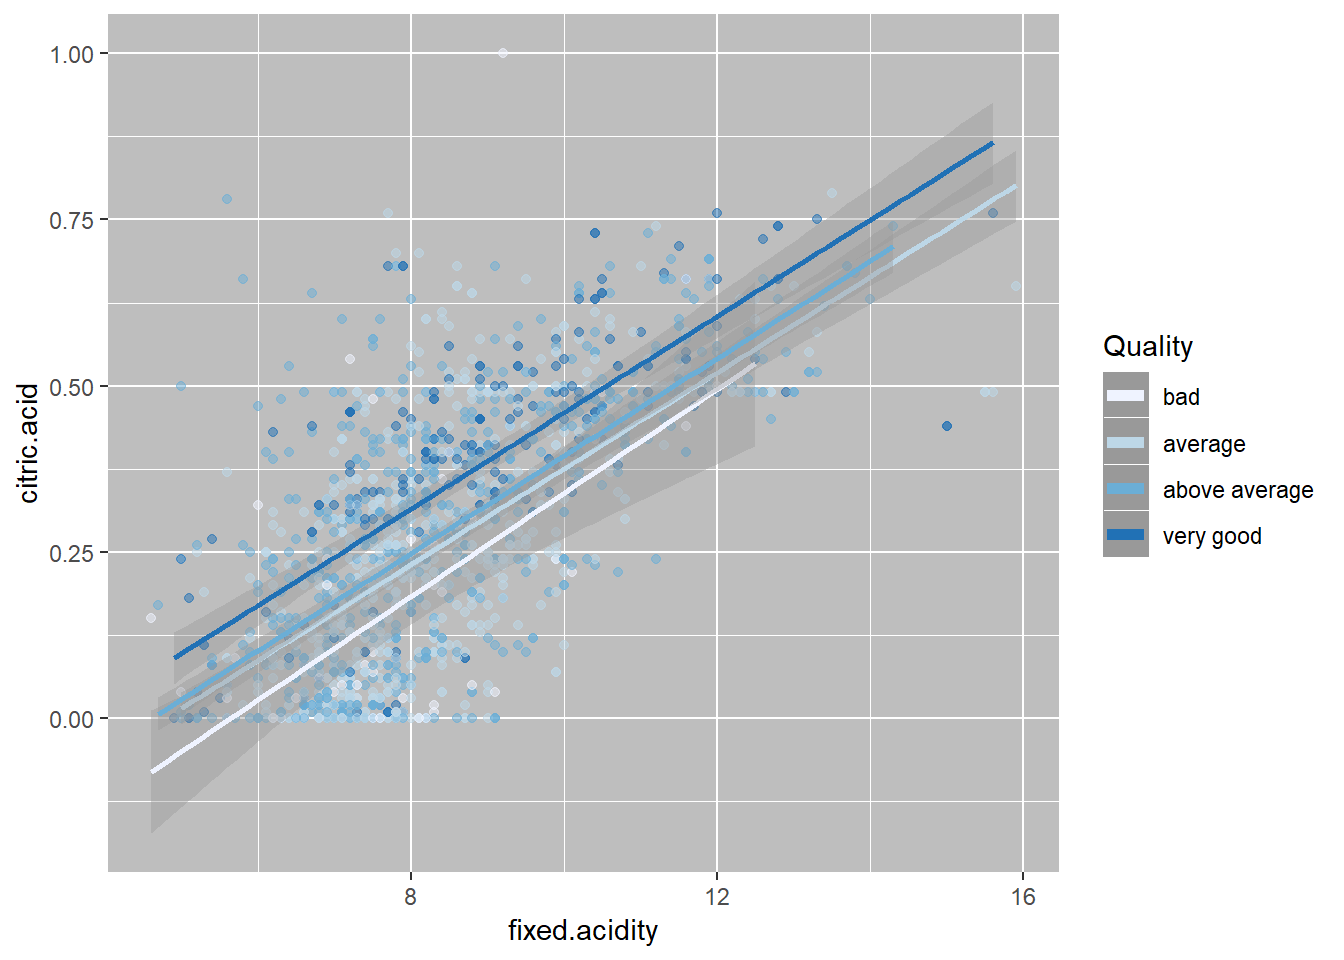 1.00
0.75
0.50
0.25
0.00
citric.acid
8
12
16
fixed.acidity
Quality
bad
average
above average
very good